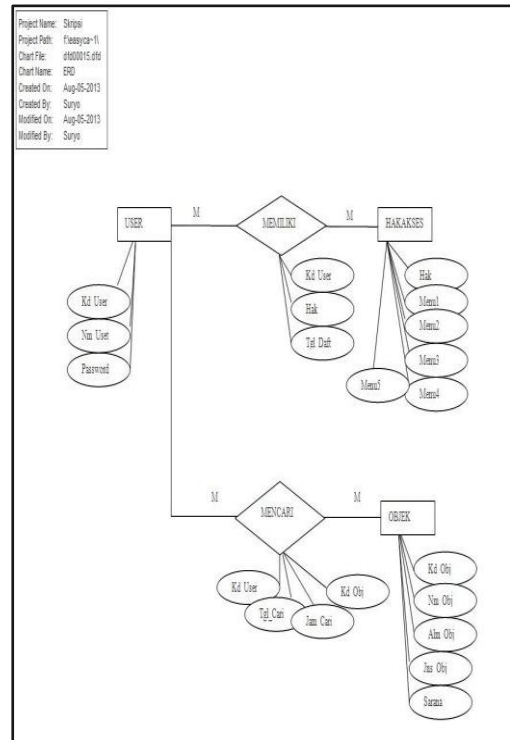 Project Name: Skripsi
Project Path: f:\easyca~1\
Chart File: dfd00015.dfd
Chart Name: ERD
Created On: Aug-05-2013
Created By: Suryo
Modified On: Aug-05-2013
Modified By: Suryo
USER
M
MEMILIKI
M
HAKAKSES
Kd User
Nm User
Password
Kd User
Hak
Tgl Daft
Hak
Menu1
Menu2
Menu3
Menu4
Menu5
M
MENCARI
M
OBJEK
Kd User
Tgl_Cari
Jam Cari
Kd Obj
Kd Obj
Nm Obj
Alm Obj
Jns Obj
Sarana